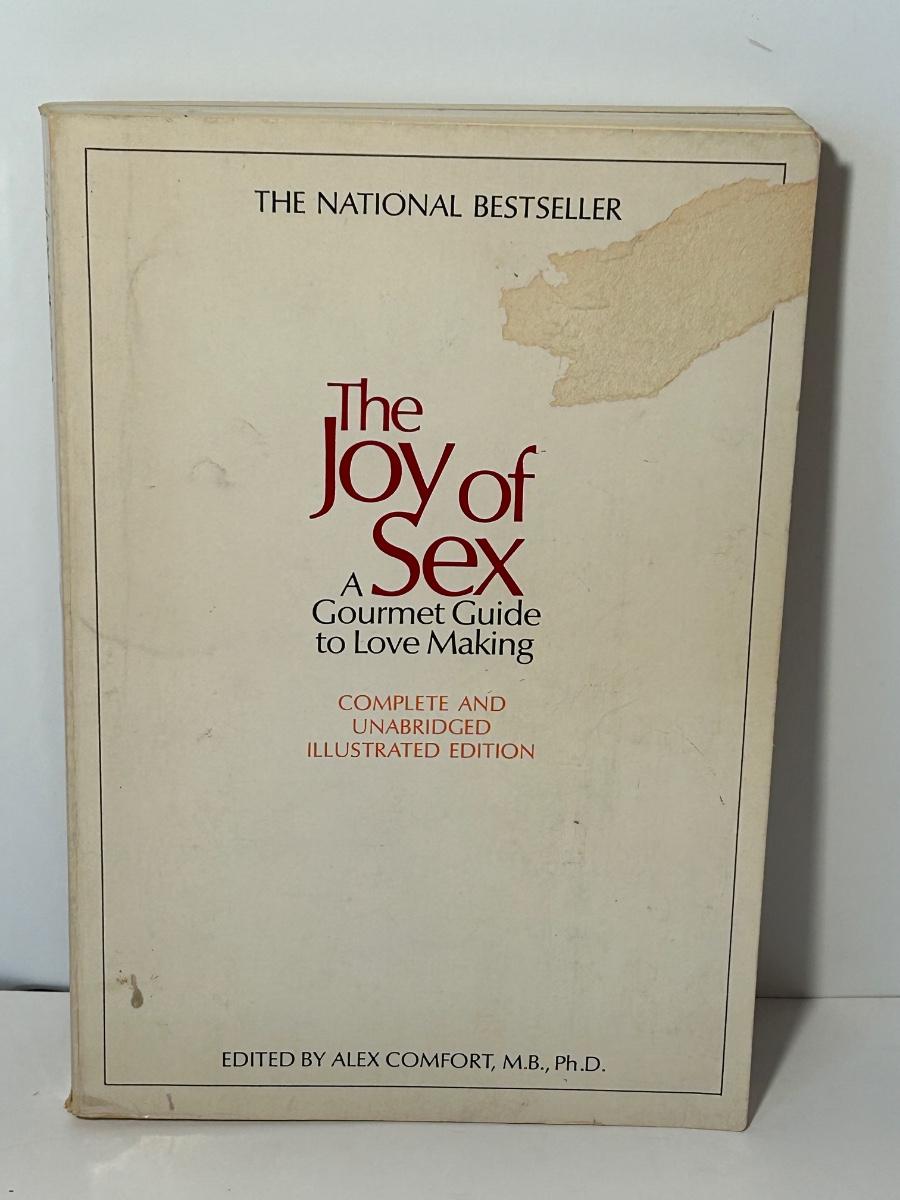 THE NATIONAL BESTSELLER
The
Joy of
Sex
A
Gourmet Guide
to Love Making
COMPLETE AND
UNABRIDGED
ILLUSTRATED EDITION
EDITED BY ALEX COMFORT, M.B., Ph.D.